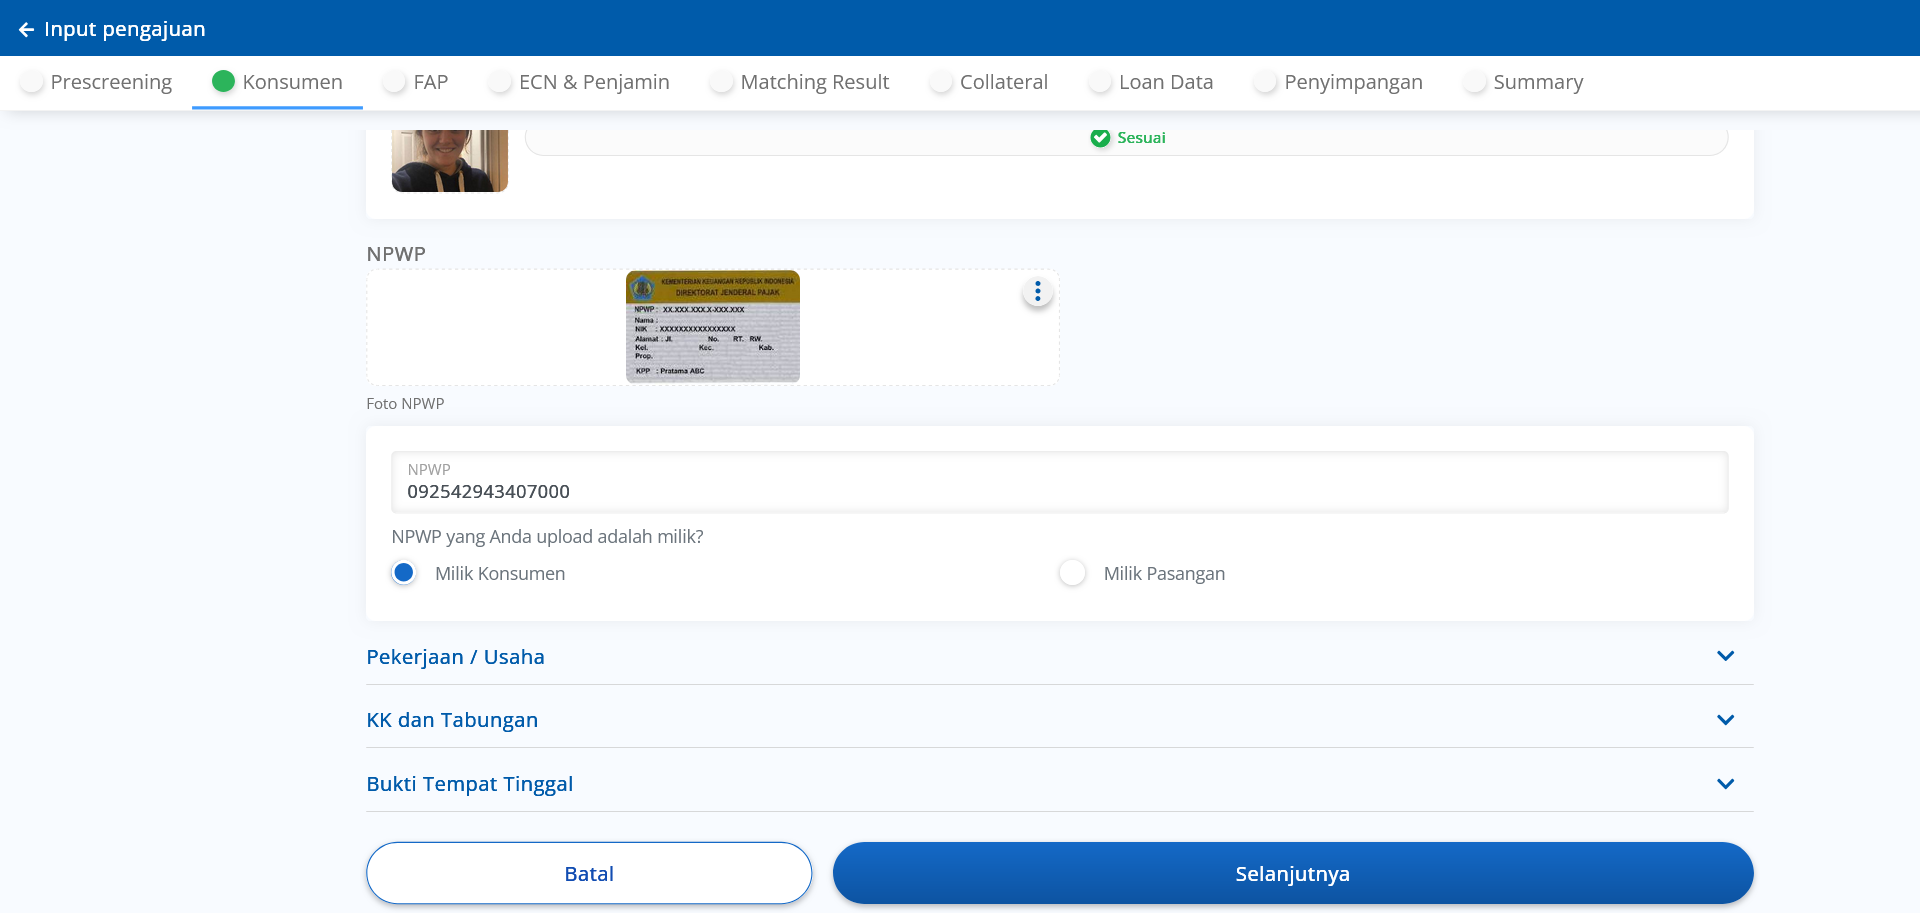 Input pengajuan
Prescreening
Konsumen
FAP
ECN & Penjamin
Matching Result
Collateral
Loan Data
Penyimpangan
Summary
Sesuai
NPWP
KEMENTERIAN KEUANGAN REPUBLIK INDONESIA
DIREKTORAT JENDERAL PAJAK
NPWP : XX.XXX.XXX.X-XXX.XXX
Nama :
NIK : XXXXXXXXXXXXXXXX
Alamat : Jl. No. RT. RW.
Kel. Kec. Kab.
Prop.
KPP : Pratama ABC
Foto NPWP
NPWP
092542943407000
NPWP yang Anda upload adalah milik?
Milik Konsumen
Milik Pasangan
Pekerjaan / Usaha
KK dan Tabungan
Bukti Tempat Tinggal
Batal
Selanjutnya